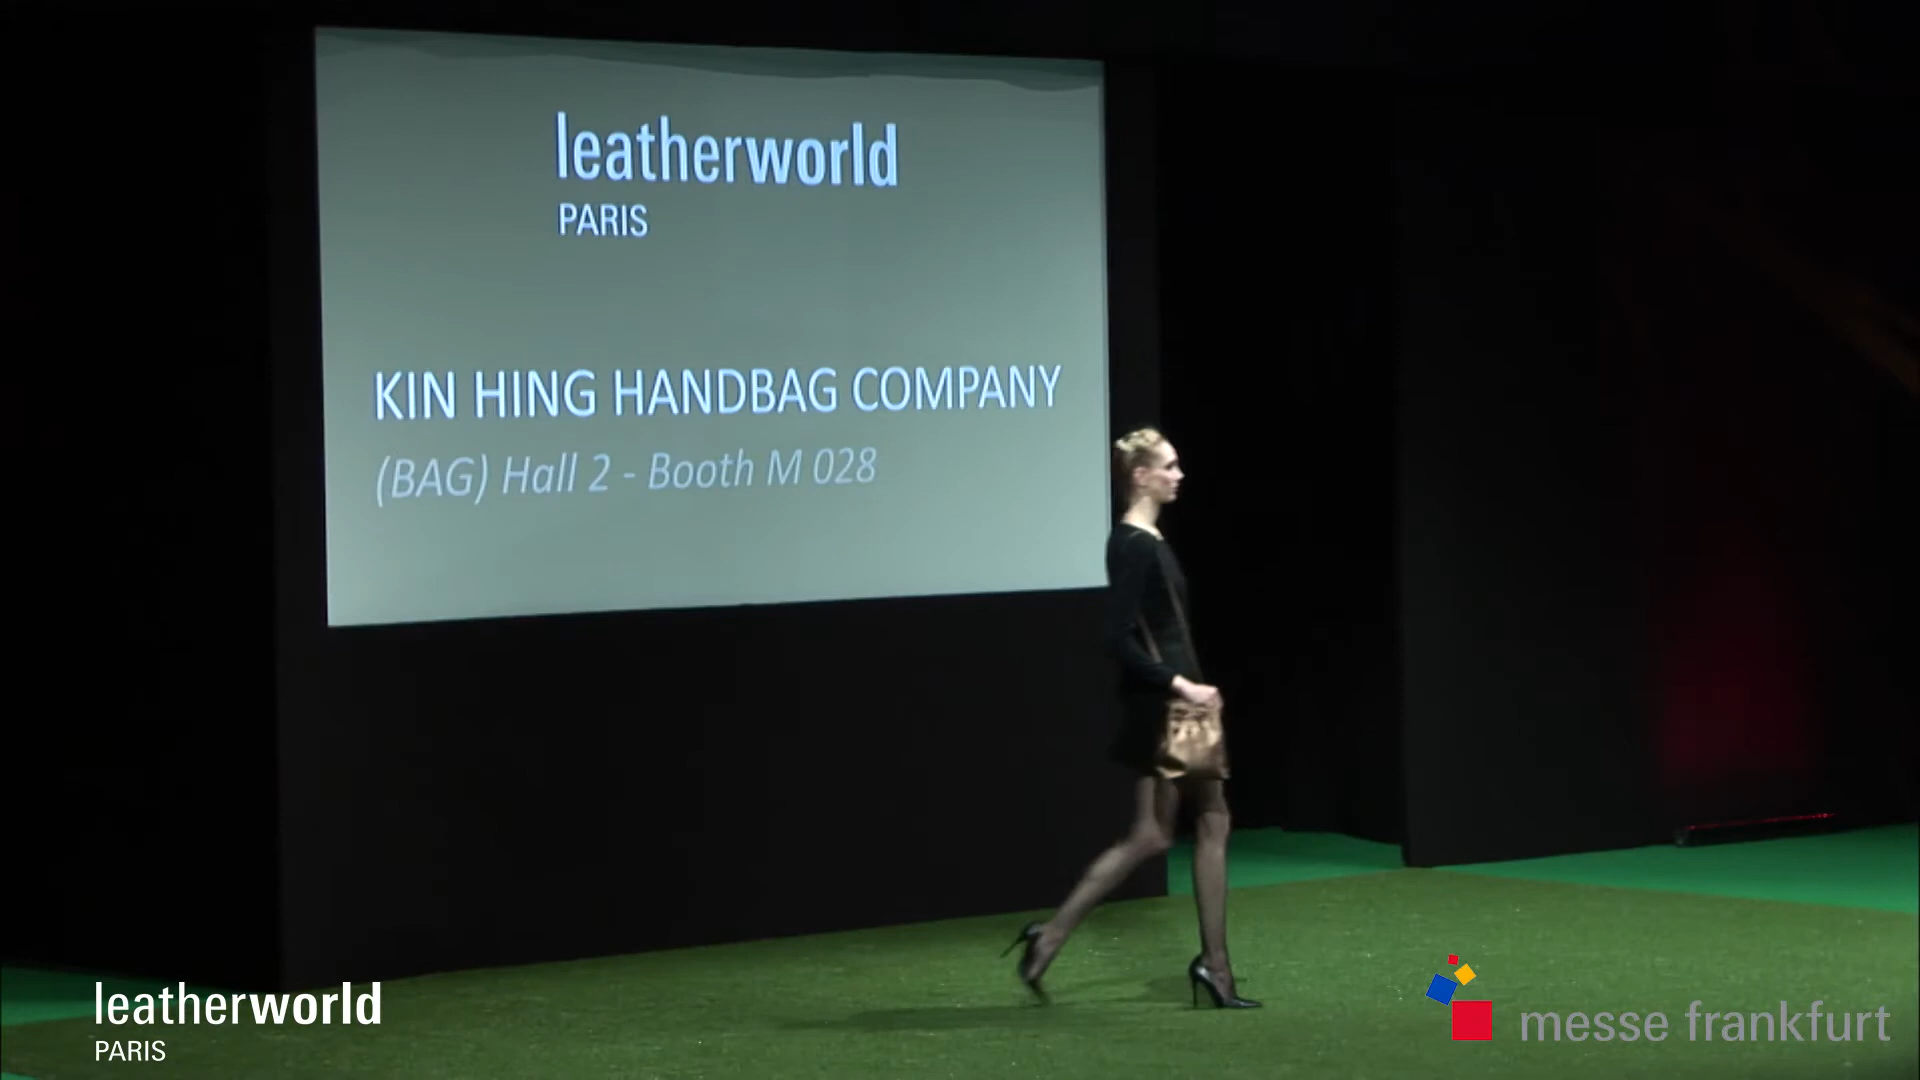 leatherworld
PARIS
KIN HING HANDBAG COMPANY
(BAG) Hall 2 - Booth M 028
leatherworld
PARIS
messe frankfurt